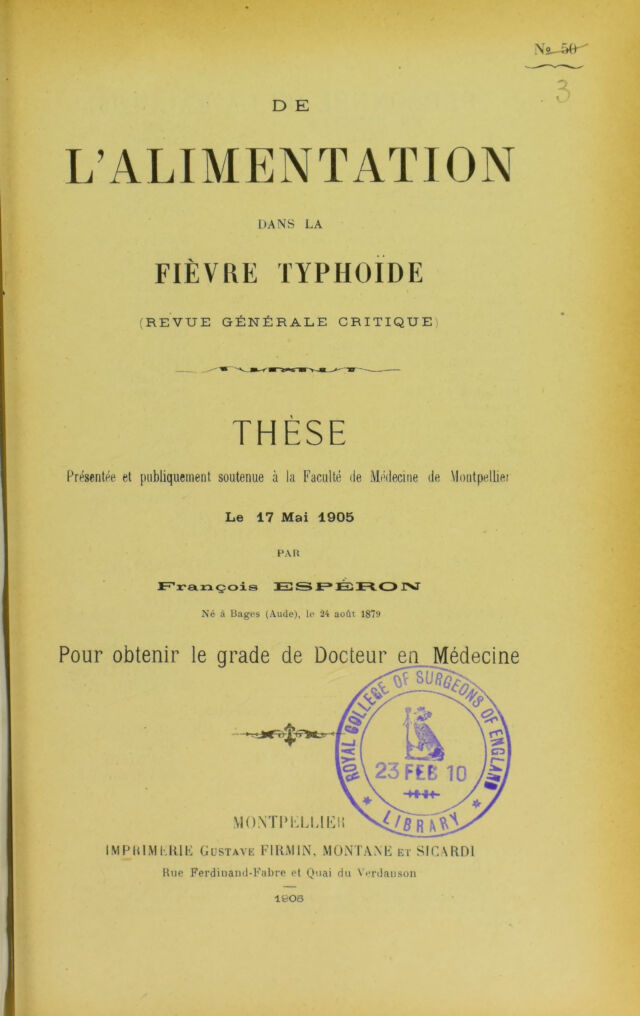 No 50
3
DE
L'ALIMENTATION
DANS LA
FIÈVRE TYPHOÏDE
(REVUE GÉNÉRALE CRITIQUE)
THÈSE
Présentée et publiquement soutenue à la Faculté de Médecine de Montpellier
Le 17 Mai 1905
PAR
François ESPÉRON
Né à Bages (Aude), le 24 août 1879
Pour obtenir le grade de Docteur en Médecine
ROYAL COLLEGE OF SURGEONS OF ENGLAND
23 FEB 10
* LIBRARY *
MONTPELLIER
IMPRIMERIE GUSTAVE FIRMIN, MONTANE ET SICARDI
Rue Ferdinand-Fabre et Quai du Verdanson
1905